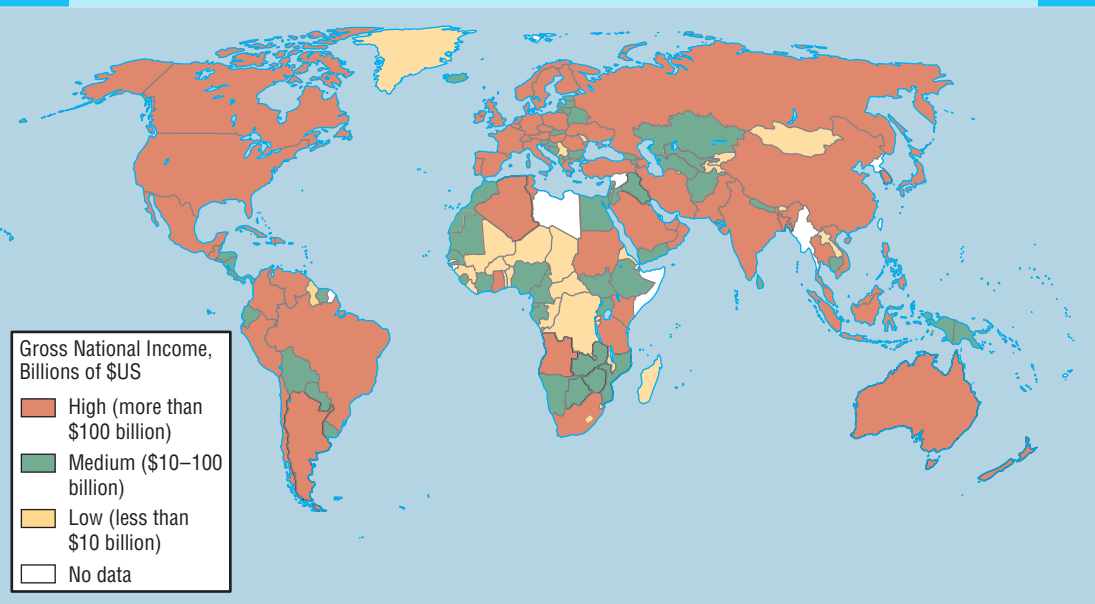 Gross National Income,
Billions of $US
High (more than
$100 billion)
Medium ($10–100
billion)
Low (less than
$10 billion)
No data